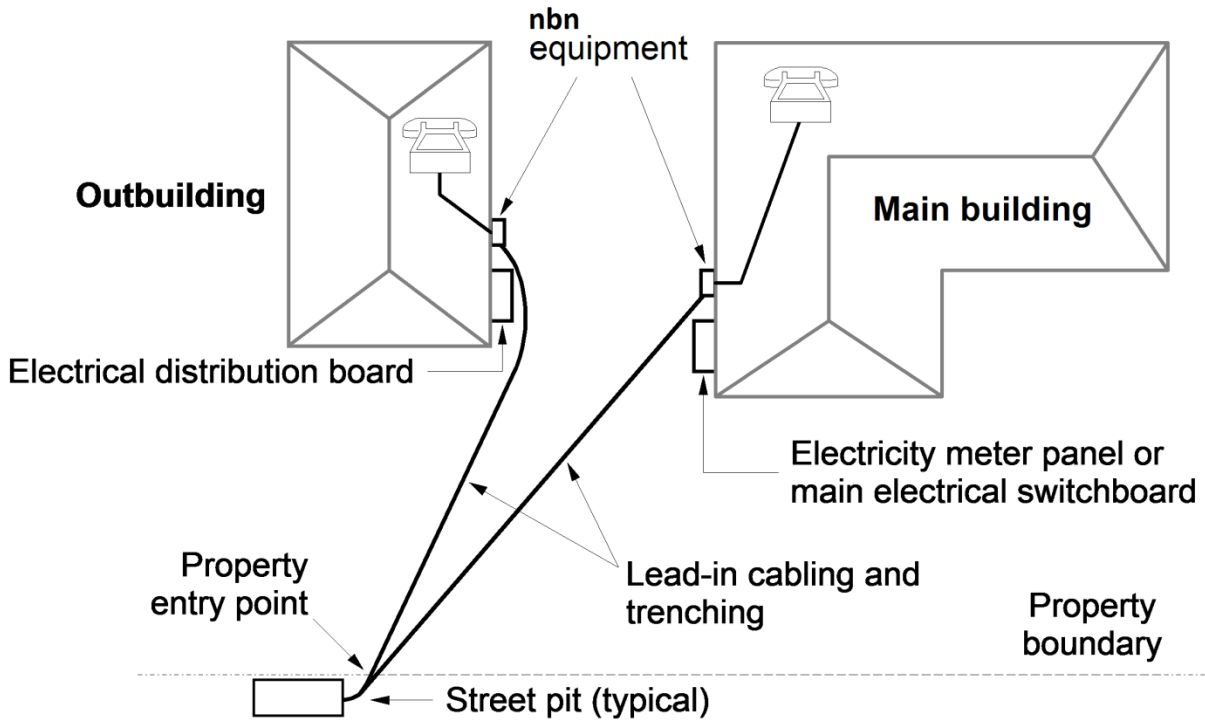 nbn
equipment
Outbuilding
Main building
Electrical distribution board
Electricity meter panel or
main electrical switchboard
Property
entry point
Lead-in cabling and
trenching
Property
boundary
Street pit (typical)